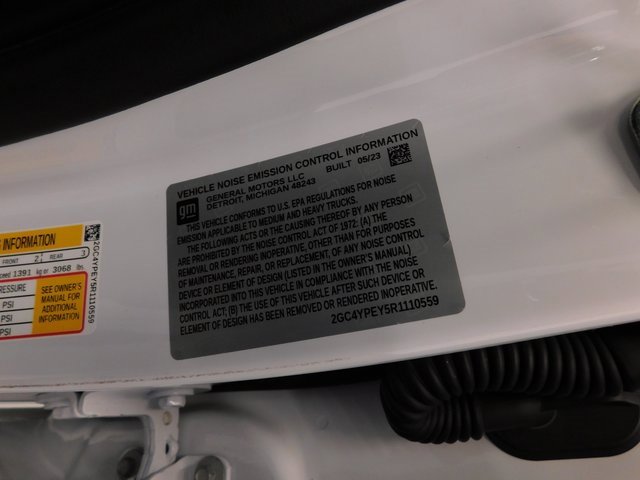 VEHICLE NOISE EMISSION CONTROL INFORMATION
gm
GENERAL MOTORS LLC BUILT 05/23
DETROIT, MICHIGAN 48243
THIS VEHICLE CONFORMS TO U.S. EPA REGULATIONS FOR NOISE
EMISSION APPLICABLE TO MEDIUM AND HEAVY TRUCKS.
THE FOLLOWING ACTS OR THE CAUSING THEREOF BY ANY PERSON
ARE PROHIBITED BY THE NOISE CONTROL ACT OF 1972: (A) THE
REMOVAL OR RENDERING INOPERATIVE, OTHER THAN FOR PURPOSES
OF MAINTENANCE, REPAIR, OR REPLACEMENT, OF ANY NOISE CONTROL
DEVICE OR ELEMENT OF DESIGN (LISTED IN THE OWNER'S MANUAL)
INCORPORATED INTO THIS VEHICLE IN COMPLIANCE WITH THE NOISE
CONTROL ACT; (B) THE USE OF THIS VEHICLE AFTER SUCH DEVICE OR
ELEMENT OF DESIGN HAS BEEN REMOVED OR RENDERED INOPERATIVE.
2GC4YPEY5R1110559
INFORMATION
FRONT 2 REAR 3
1391 kg or 3068 lbs.
PRESSURE
PSI
PSI
PSI
SEE OWNER'S
MANUAL FOR
ADDITIONAL
INFORMATION
2GC4YPEY5R1110559